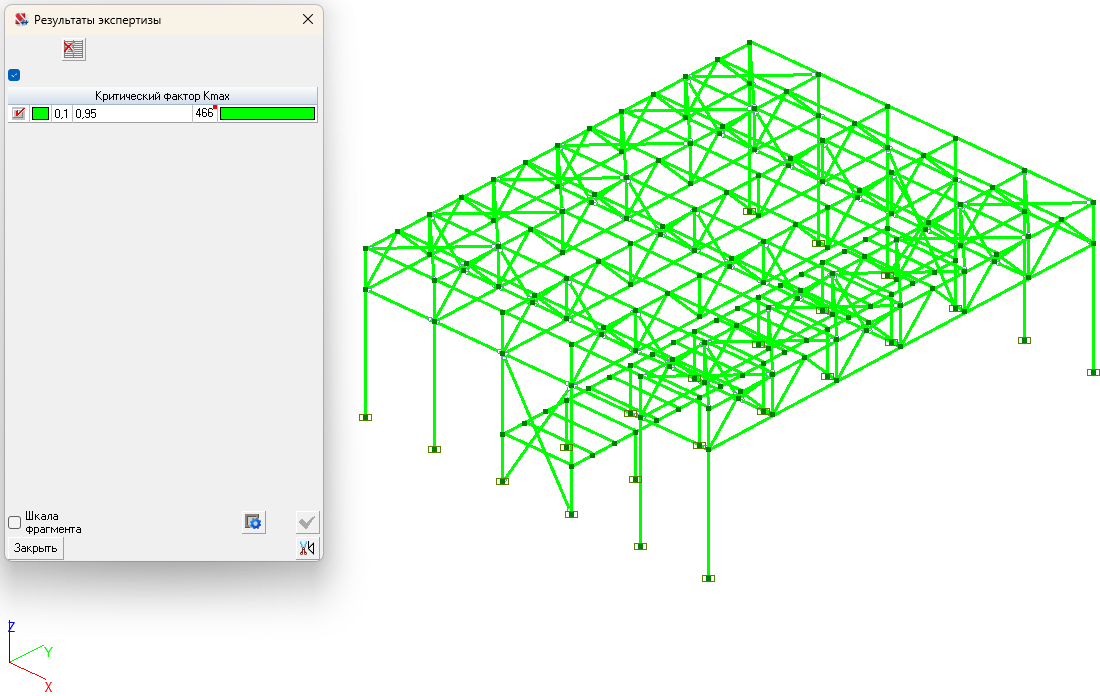 Результаты экспертизы
Критический фактор Kmax
0,1 0,95 466
Шкала
фрагмента
Закрыть
Z
Y
X